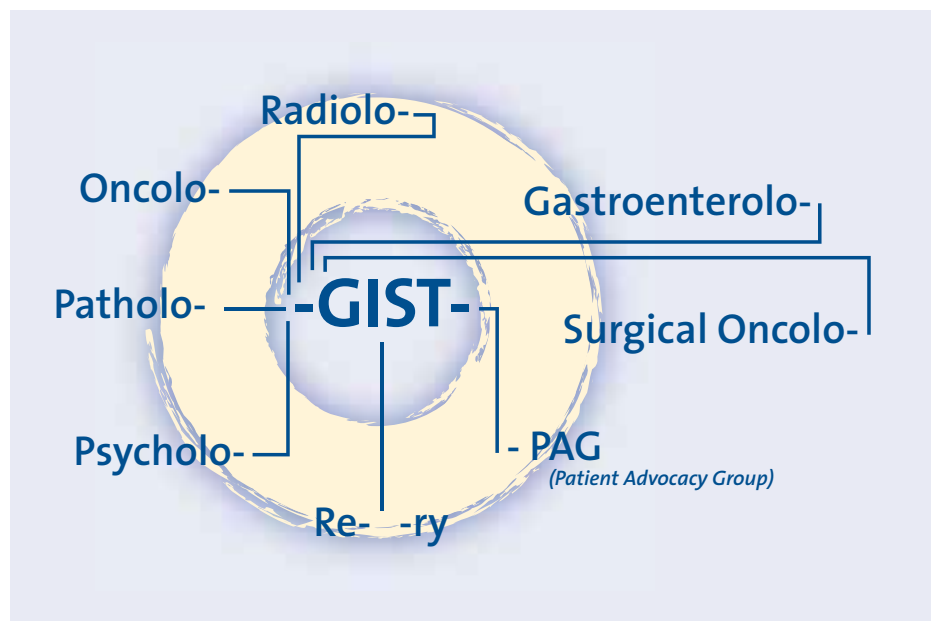 Radiolo-
Oncolo-
Gastroenterolo-
Patholo-
-GIST-
Surgical Oncolo-
Psycholo-
- PAG
(Patient Advocacy Group)
Re- -ry